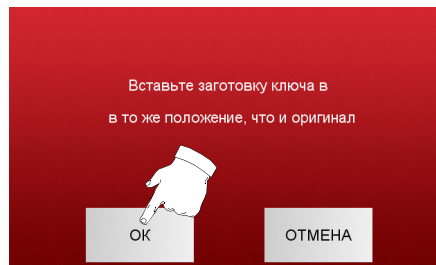 Вставьте заготовку ключа в
в то же положение, что и оригинал
ОК
ОТМЕНА